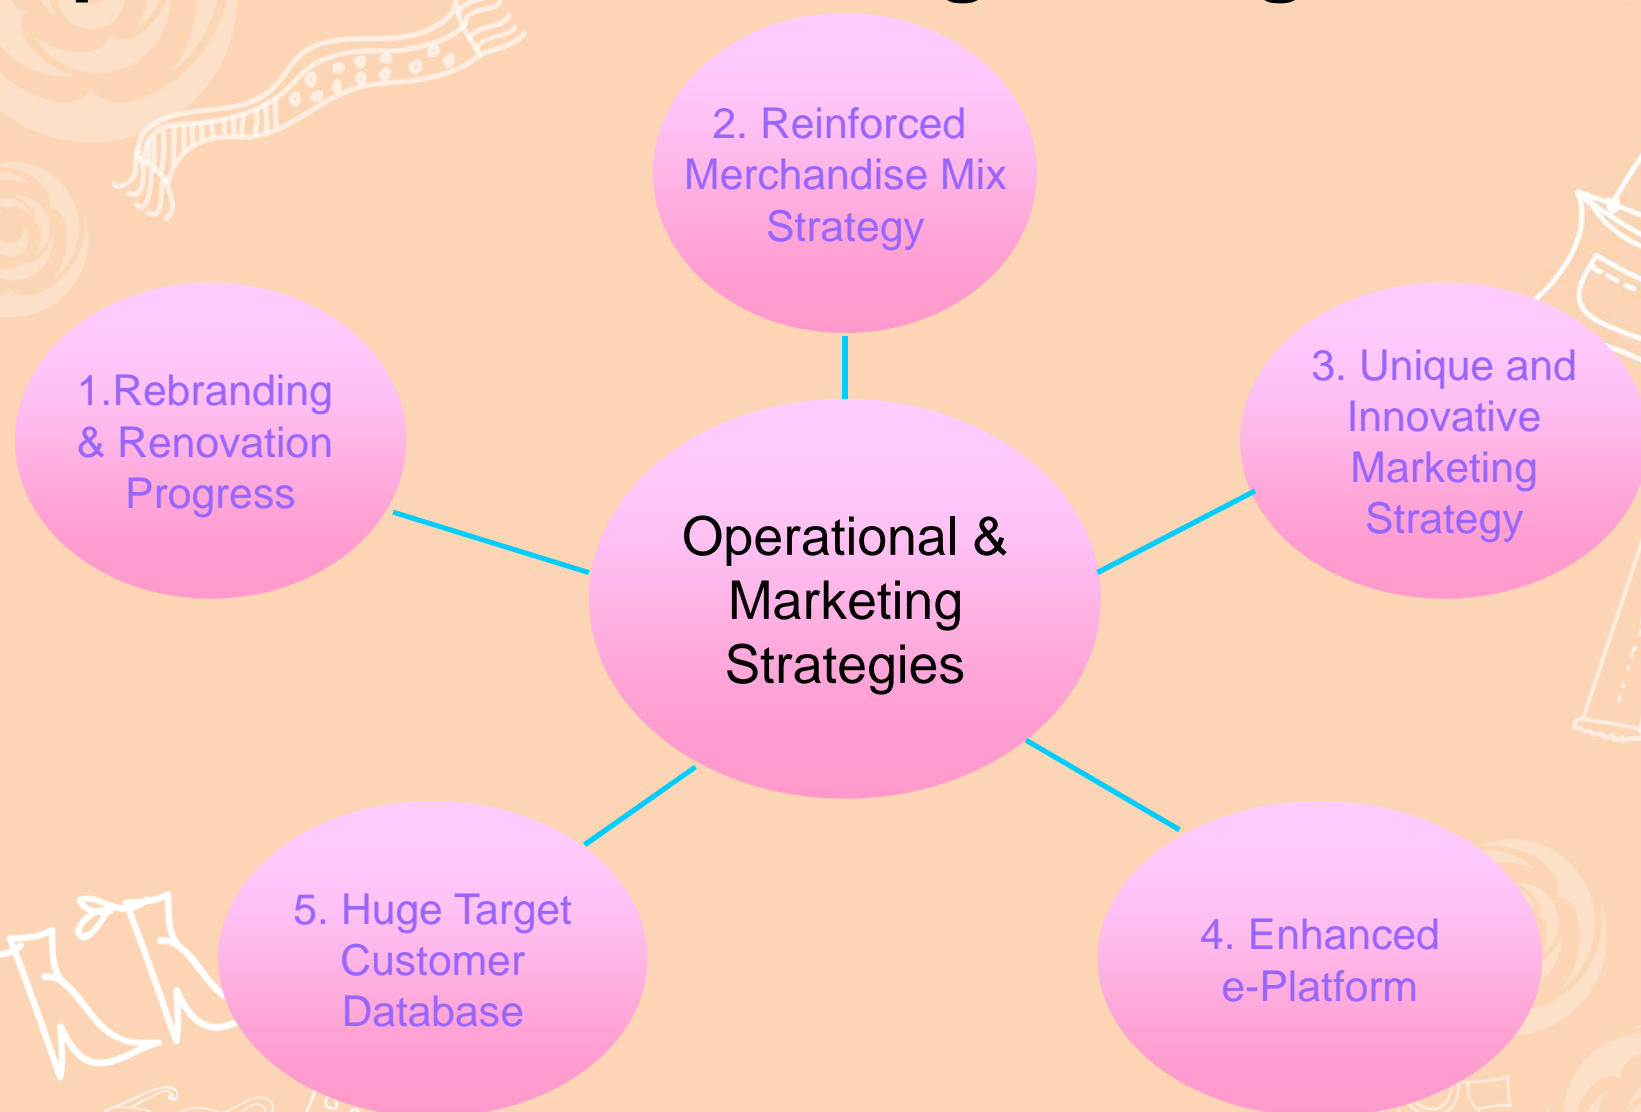 2. Reinforced
Merchandise Mix
Strategy
1.Rebranding
& Renovation
Progress
3. Unique and
Innovative
Marketing
Strategy
Operational &
Marketing
Strategies
5. Huge Target
Customer
Database
4. Enhanced
e-Platform